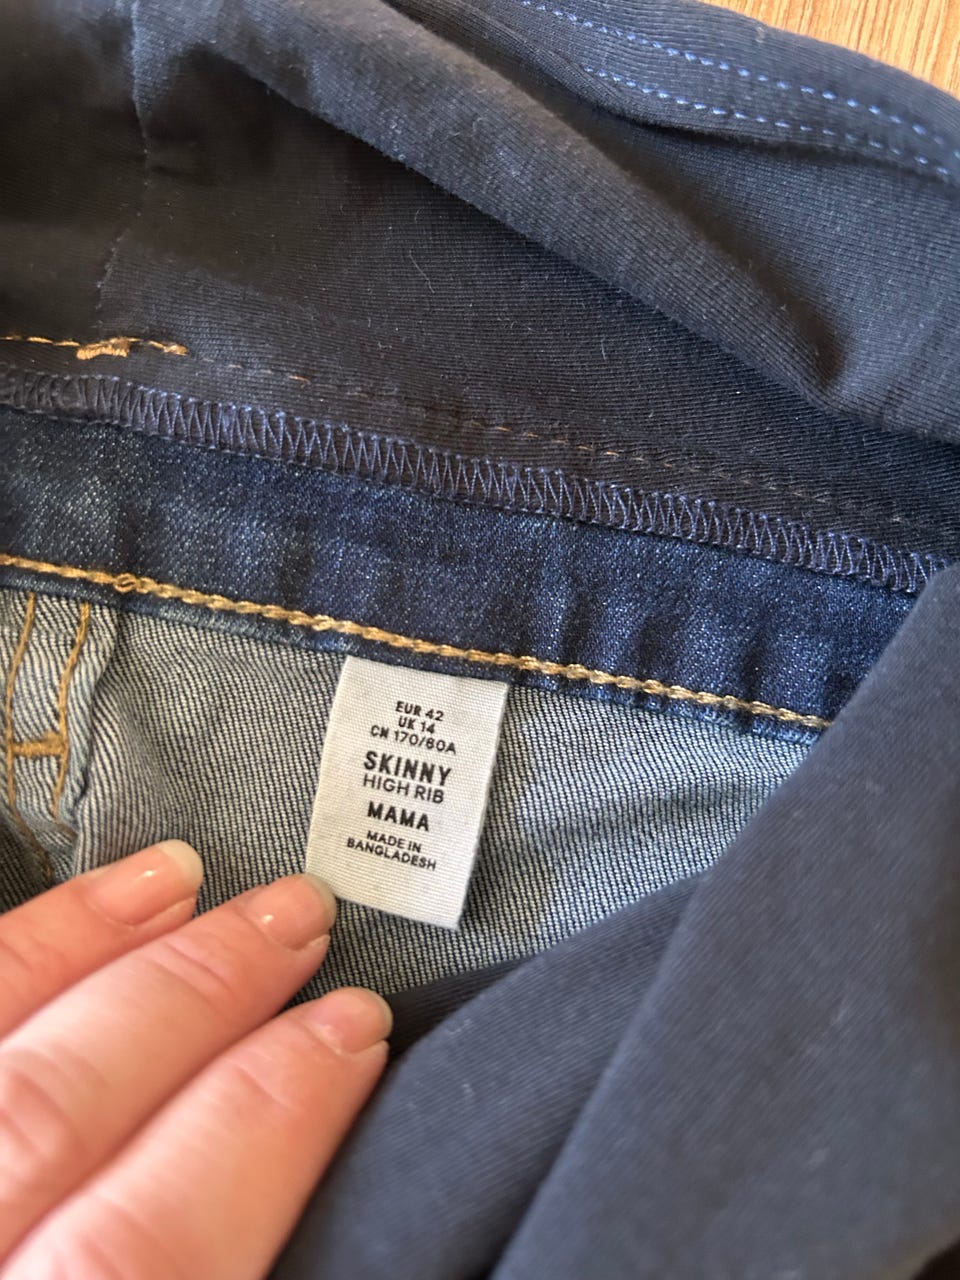 EUR 42
UK 14
CN 170/80A
SKINNY
HIGH RIB
MAMA
MADE IN
BANGLADESH